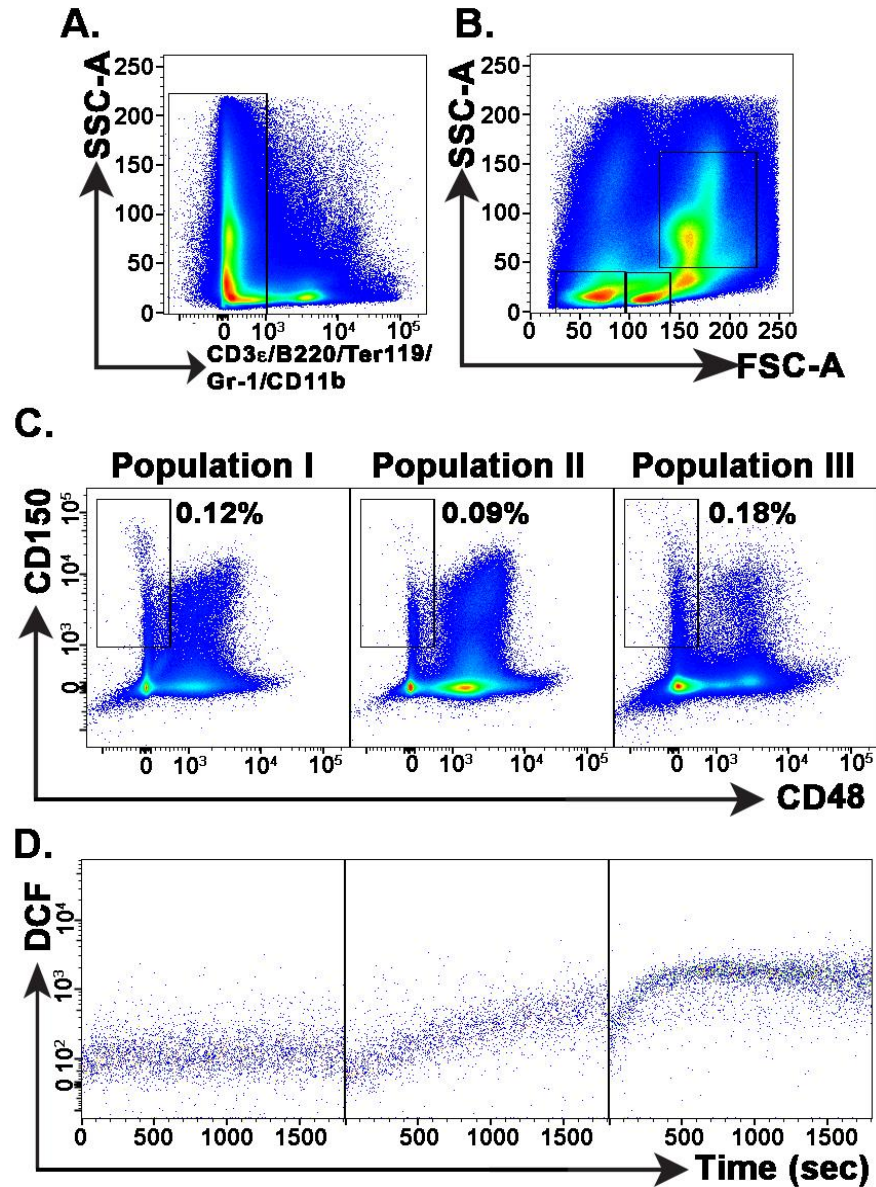 A.
SSC-A
250
200
150
100
50
0
0 10³ 10⁴ 10⁵
CD3ε/B220/Ter119/
Gr-1/CD11b
B.
SSC-A
250
200
150
100
50
0
0 50 100 150 200 250
FSC-A
C.
Population I Population II Population III
CD150
10⁵
10⁴
10³
0
0.12% 0.09% 0.18%
0 10³ 10⁴ 10⁵ 0 10³ 10⁴ 10⁵ 0 10³ 10⁴ 10⁵
CD48
D.
DCF
10⁴
10³
10²
0
0 500 1000 1500 500 1000 1500 500 1000 1500
Time (sec)